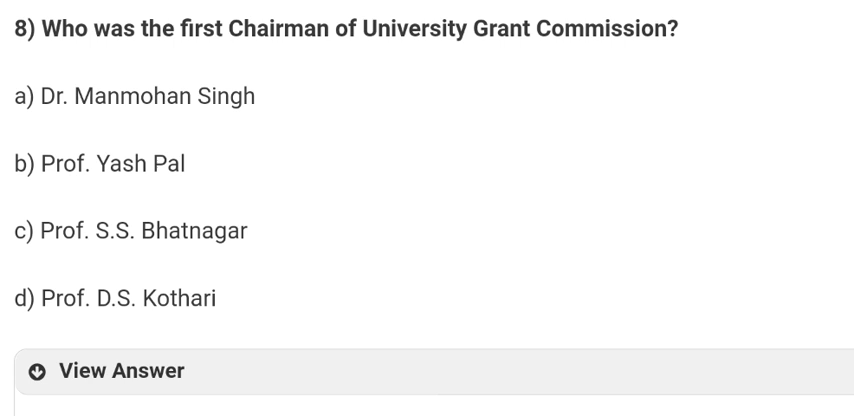 8) Who was the first Chairman of University Grant Commission?
a) Dr. Manmohan Singh
b) Prof. Yash Pal
c) Prof. S.S. Bhatnagar
d) Prof. D.S. Kothari
View Answer